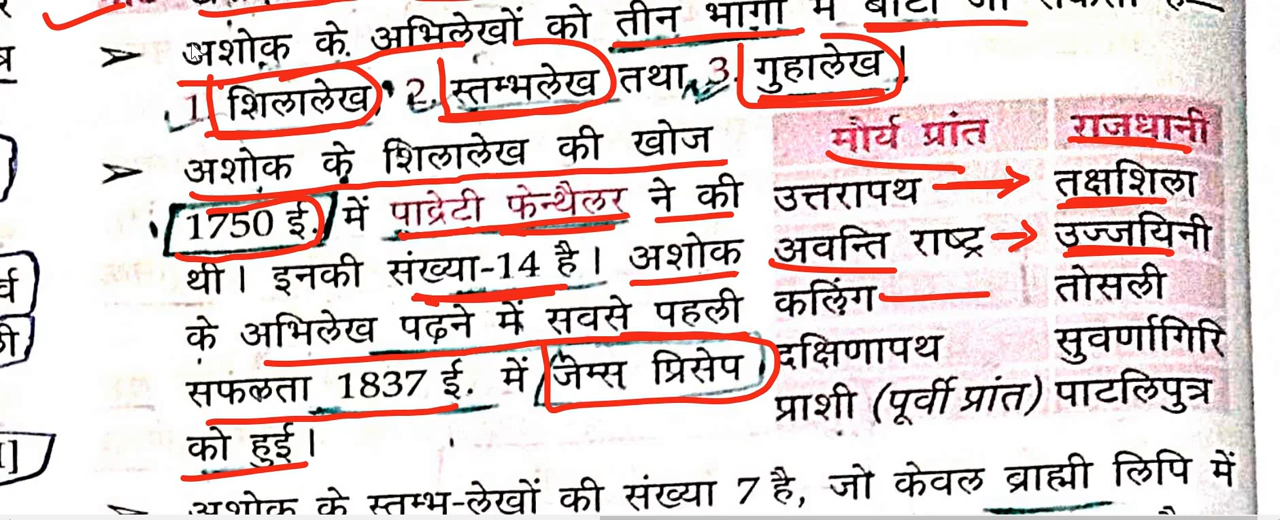 ➤ अशोक के अभिलेखों को तीन भागों में बाँटा जा सकता है—
1. शिलालेख, 2. स्तम्भलेख तथा 3. गुहालेख।
➤ अशोक के शिलालेख की खोज
1750 ई. में पाद्रेटी फेन्थैलर ने की
थी। इनकी संख्या-14 है। अशोक
के अभिलेख पढ़ने में सबसे पहली
सफलता 1837 ई. में जेम्स प्रिसेप
को हुई।
मौर्य प्रांत राजधानी
उत्तरापथ तक्षशिला
अवन्ति राष्ट्र उज्जयिनी
कलिंग तोसली
दक्षिणापथ सुवर्णागिरि
प्राशी (पूर्वी प्रांत) पाटलिपुत्र
➤ अशोक के स्तम्भ-लेखों की संख्या 7 है, जो केवल ब्राह्मी लिपि में